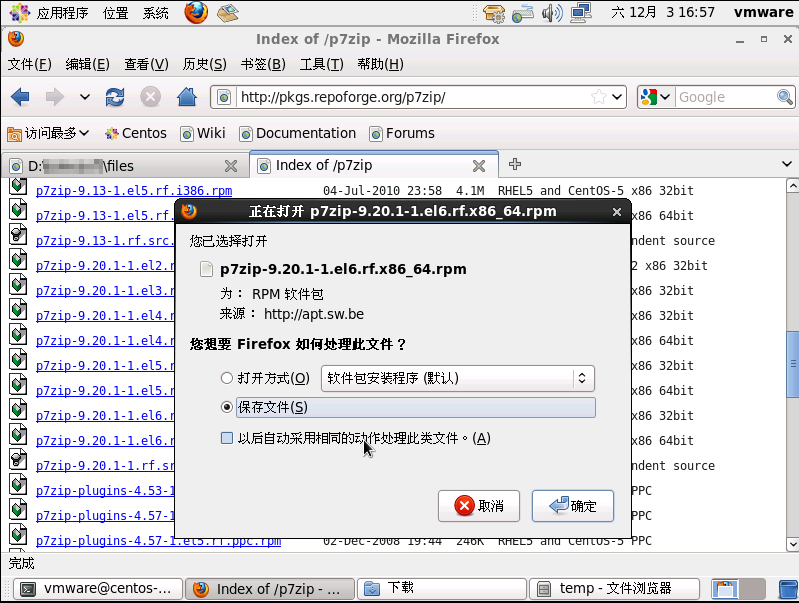 应用程序 位置 系统 六 12月 3 16:57 vmware
Index of /p7zip - Mozilla Firefox
文件(F) 编辑(E) 查看(V) 历史(S) 书签(B) 工具(T) 帮助(H)
http://pkgs.repoforge.org/p7zip/ Google
访问最多 Centos Wiki Documentation Forums
D: \files Index of /p7zip
p7zip-9.13-1.el5.rf.i386.rpm 04-Jul-2010 23:58 4.1M RHEL5 and CentOS-5 x86 32bit
p7zip-9.13-1.el5.rf. x86 64bit
p7zip-9.13-1.rf.src. ndent source
p7zip-9.20.1-1.el2.r 2 x86 32bit
p7zip-9.20.1-1.el3.r x86 32bit
p7zip-9.20.1-1.el4.r x86 32bit
p7zip-9.20.1-1.el4.r x86 64bit
p7zip-9.20.1-1.el5.r x86 32bit
p7zip-9.20.1-1.el5.r x86 64bit
p7zip-9.20.1-1.el6.r x86 32bit
p7zip-9.20.1-1.el6.r x86 64bit
p7zip-9.20.1-1.rf.sr ndent source
p7zip-plugins-4.53-1 PPC
p7zip-plugins-4.57-1 PPC
p7zip-plugins-4.57-1.el5.rf.ppc.rpm 02-Dec-2008 19:44 246K RHEL5 and CentOS-5 PPC
正在打开 p7zip-9.20.1-1.el6.rf.x86_64.rpm
您已选择打开
p7zip-9.20.1-1.el6.rf.x86_64.rpm
为： RPM 软件包
来源： http://apt.sw.be
您想要 Firefox 如何处理此文件？
打开方式(O) 软件包安装程序 (默认)
保存文件(S)
以后自动采用相同的动作处理此类文件。(A)
取消 确定
完成
vmware@centos-... Index of /p7zip - ... 下载 temp - 文件浏览器